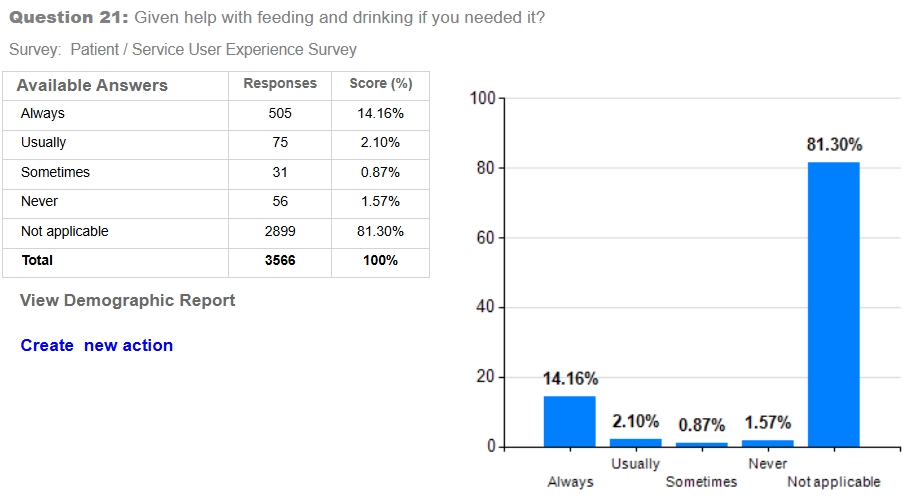 Question 21: Given help with feeding and drinking if you needed it?
Survey: Patient / Service User Experience Survey
Available Answers Responses Score (%)
Always 505 14.16%
Usually 75 2.10%
Sometimes 31 0.87%
Never 56 1.57%
Not applicable 2899 81.30%
Total 3566 100%
View Demographic Report
Create new action
100
80
60
40
20
0
14.16%
2.10%
0.87%
1.57%
81.30%
Always
Usually
Sometimes
Never
Not applicable